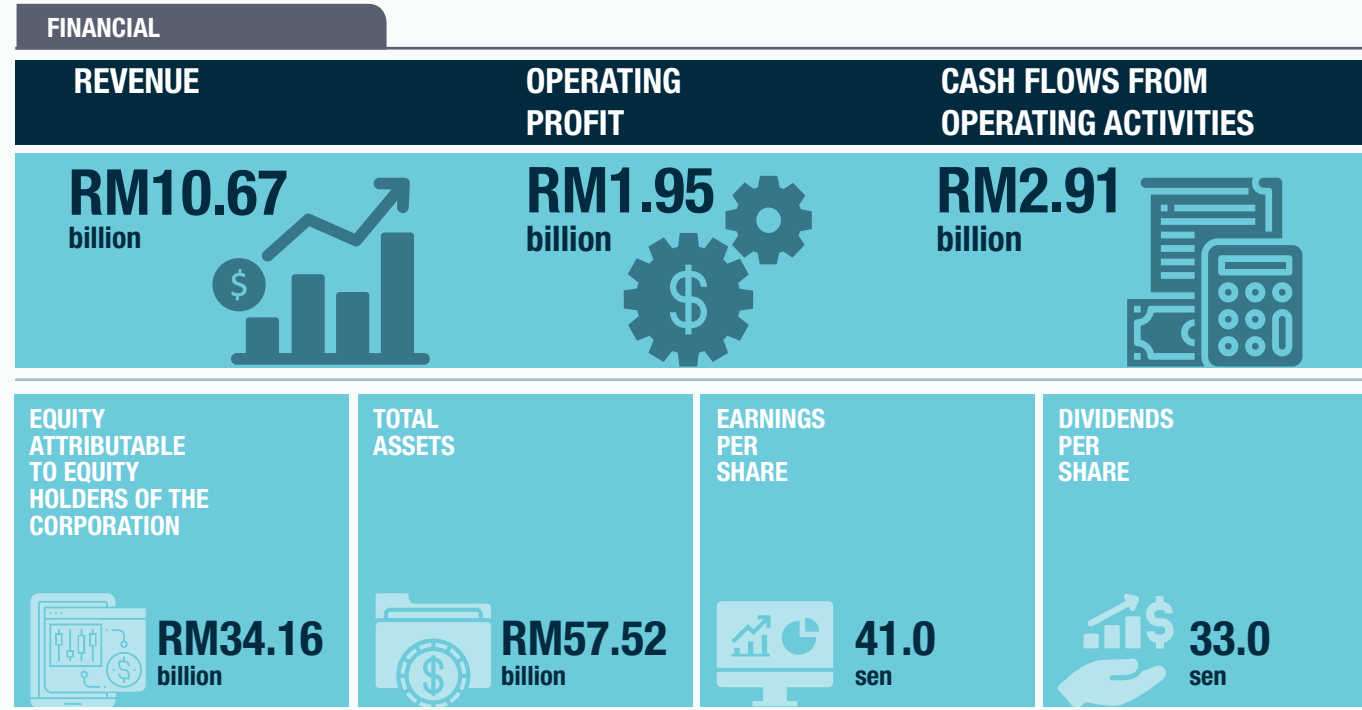 FINANCIAL
REVENUE
OPERATING
PROFIT
CASH FLOWS FROM
OPERATING ACTIVITIES
RM10.67
billion
$
RM1.95
billion
$
RM2.91
billion
EQUITY
ATTRIBUTABLE
TO EQUITY
HOLDERS OF THE
CORPORATION
$
RM34.16
billion
TOTAL
ASSETS
$
RM57.52
billion
EARNINGS
PER
SHARE
41.0
sen
DIVIDENDS
PER
SHARE
$
33.0
sen